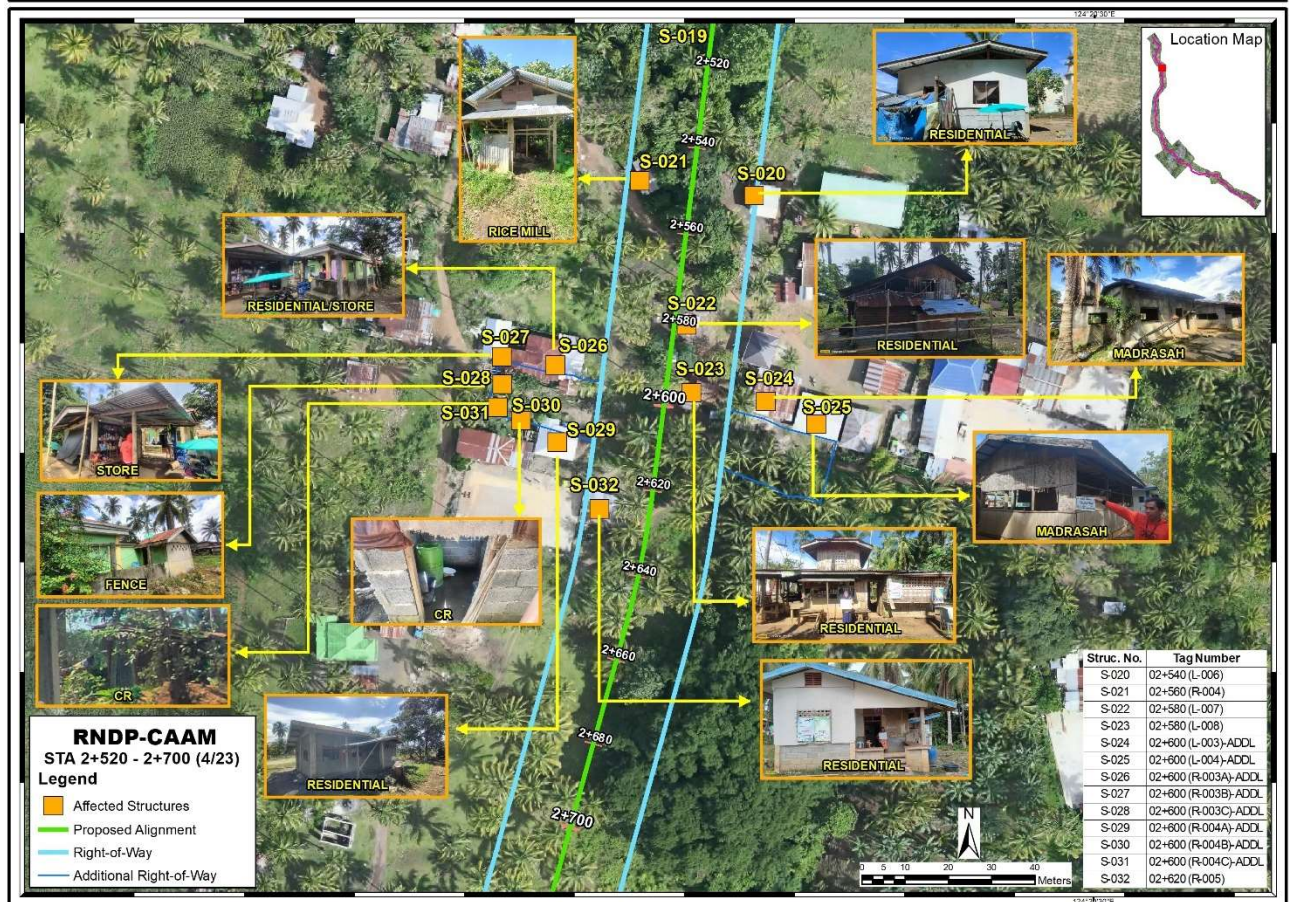 124°20'30"E
Location Map
S-019
2+520
2+540
S-021
S-020
RESIDENTIAL
RICE MILL
2+560
RESIDENTIAL/STORE
S-022
2+580
RESIDENTIAL
MADRASAH
S-027
S-026
S-028
S-023
S-024
2+600
S-031
S-030
S-025
S-029
STORE
S-032
2+620
MADRASAH
FENCE
CR
2+640
RESIDENTIAL
CR
2+660
RESIDENTIAL
2+680
RESIDENTIAL
2+700
RNDP-CAAM
STA 2+520 - 2+700 (4/23)
Legend
Affected Structures
Proposed Alignment
Right-of-Way
Additional Right-of-Way
N
0 5 10 20 30 40
Meters
Struc. No. Tag Number
S-020 02+540 (L-006)
S-021 02+560 (R-004)
S-022 02+580 (L-007)
S-023 02+580 (L-008)
S-024 02+600 (L-003)-ADDL
S-025 02+600 (L-004)-ADDL
S-026 02+600 (R-003A)-ADDL
S-027 02+600 (R-003B)-ADDL
S-028 02+600 (R-003C)-ADDL
S-029 02+600 (R-004A)-ADDL
S-030 02+600 (R-004B)-ADDL
S-031 02+600 (R-004C)-ADDL
S-032 02+620 (R-005)
124°20'30"E